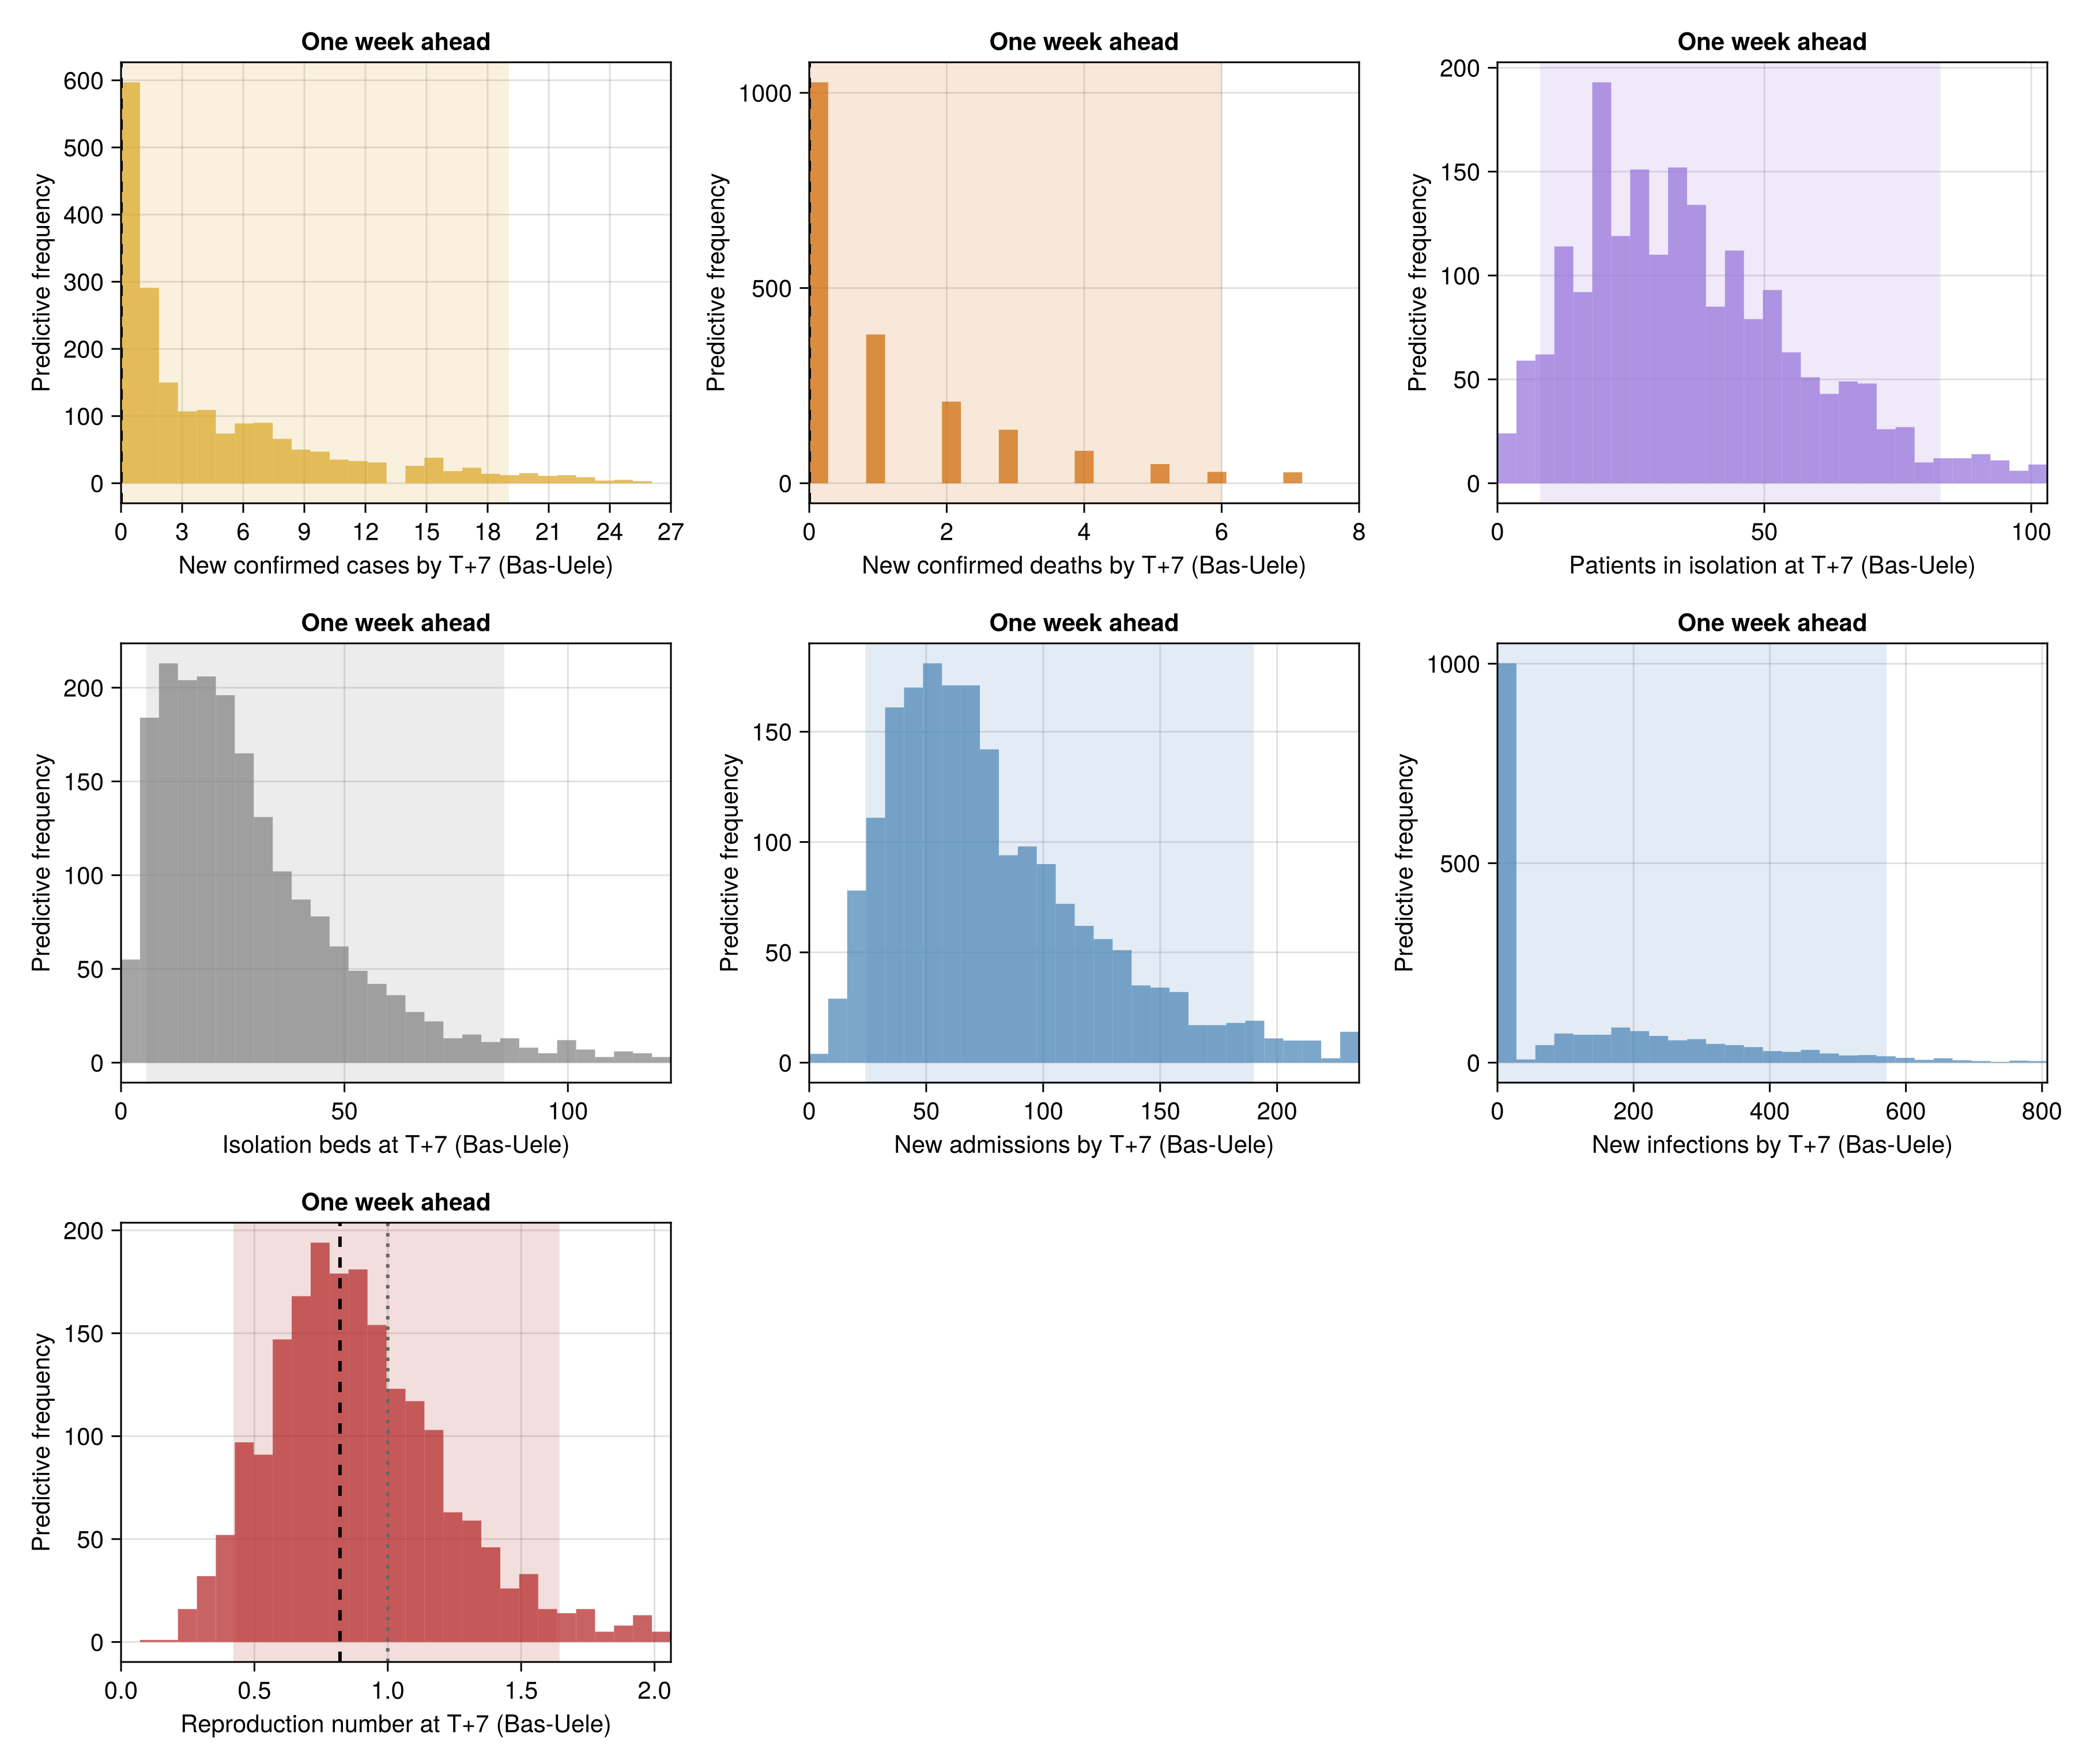 One week ahead
One week ahead
One week ahead
Predictive frequency
600
500
400
300
200
100
0
0 3 6 9 12 15 18 21 24 27
New confirmed cases by T+7 (Bas-Uele)
Predictive frequency
1000
500
0
0 2 4 6 8
New confirmed deaths by T+7 (Bas-Uele)
Predictive frequency
200
150
100
50
0
0 50 100
Patients in isolation at T+7 (Bas-Uele)
One week ahead
One week ahead
One week ahead
Predictive frequency
200
150
100
50
0
0 50 100
Isolation beds at T+7 (Bas-Uele)
Predictive frequency
150
100
50
0
0 50 100 150 200
New admissions by T+7 (Bas-Uele)
Predictive frequency
1000
500
0
0 200 400 600 800
New infections by T+7 (Bas-Uele)
One week ahead
Predictive frequency
200
150
100
50
0
0.0 0.5 1.0 1.5 2.0
Reproduction number at T+7 (Bas-Uele)